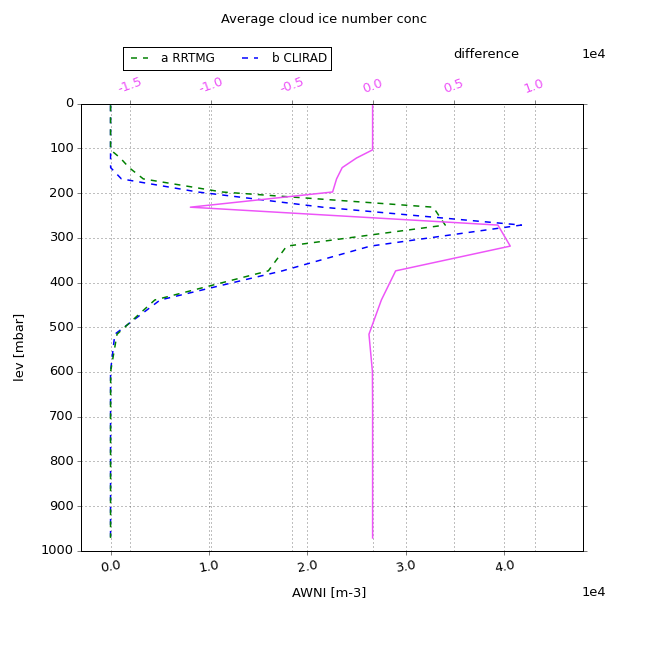 Average cloud ice number conc
a RRTMG
b CLIRAD
difference
1e4
-1.5
-1.0
-0.5
0.0
0.5
1.0
0
100
200
300
400
500
600
700
800
900
1000
lev [mbar]
0.0
1.0
2.0
3.0
4.0
AWNI [m-3]
1e4